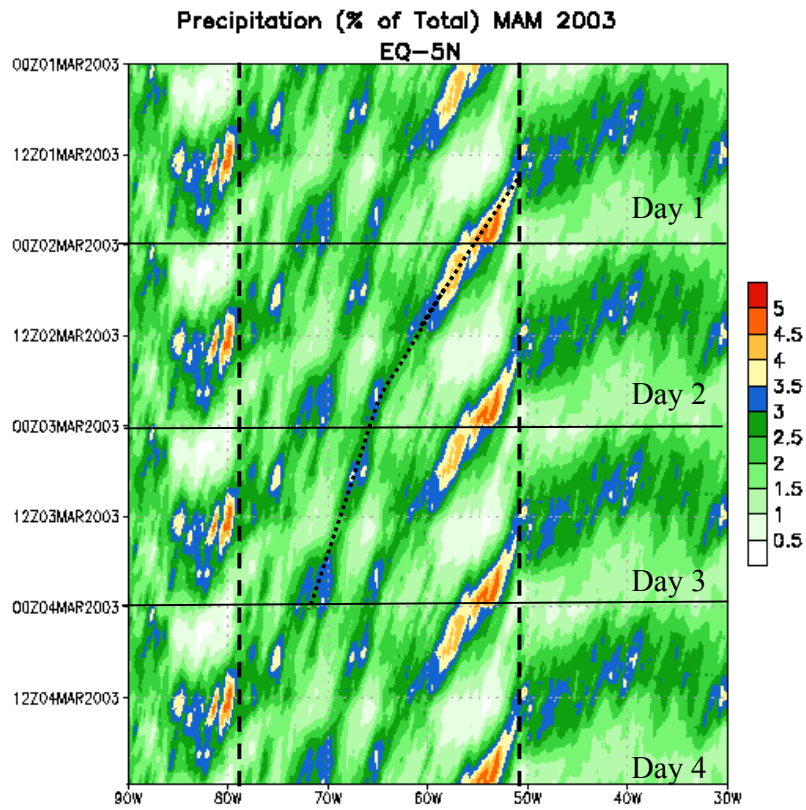 Precipitation (% of Total) MAM 2003
EQ-5N
00Z01MAR2003
12Z01MAR2003
Day 1
00Z02MAR2003
12Z02MAR2003
Day 2
00Z03MAR2003
12Z03MAR2003
Day 3
00Z04MAR2003
12Z04MAR2003
Day 4
90W 80W 70W 60W 50W 40W 30W
5
4.5
4
3.5
3
2.5
2
1.5
1
0.5